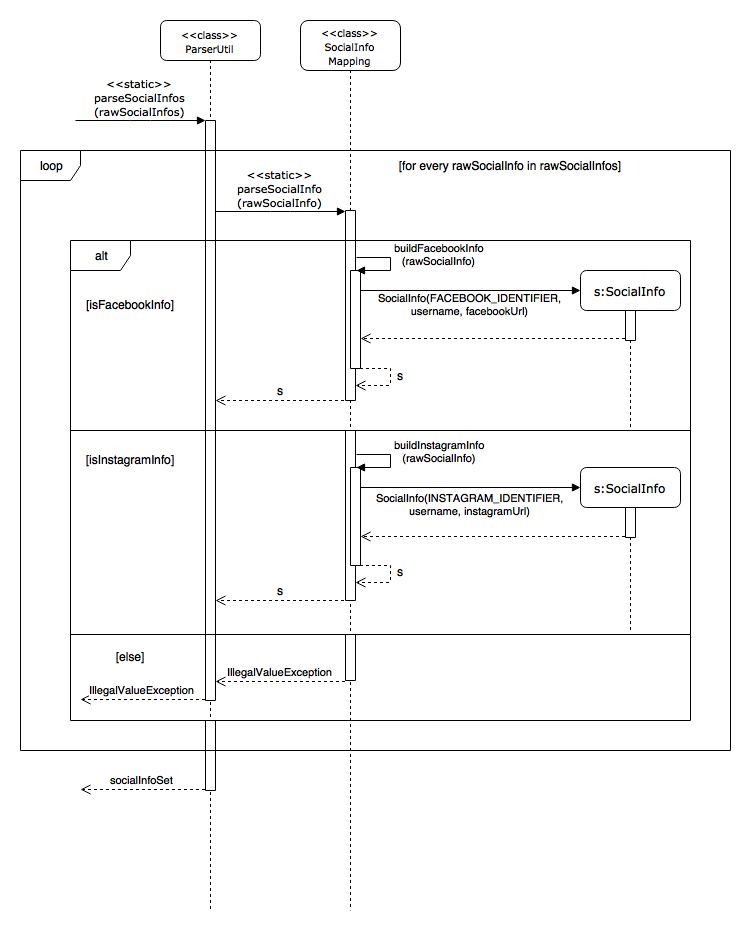 <<class>>
ParserUtil
<<class>>
SocialInfo
Mapping
<<static>>
parseSocialInfos
(rawSocialInfos)
loop
[for every rawSocialInfo in rawSocialInfos]
<<static>>
parseSocialInfo
(rawSocialInfo)
alt
buildFacebookInfo
(rawSocialInfo)
[isFacebookInfo]
SocialInfo(FACEBOOK_IDENTIFIER,
username, facebookUrl)
s:SocialInfo
s
s
[isInstagramInfo]
buildInstagramInfo
(rawSocialInfo)
SocialInfo(INSTAGRAM_IDENTIFIER,
username, instagramUrl)
s:SocialInfo
s
s
[else]
IllegalValueException
IllegalValueException
socialInfoSet